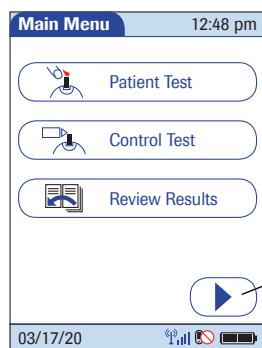 Main Menu 12:48 pm
Patient Test
Control Test
Review Results
03/17/20